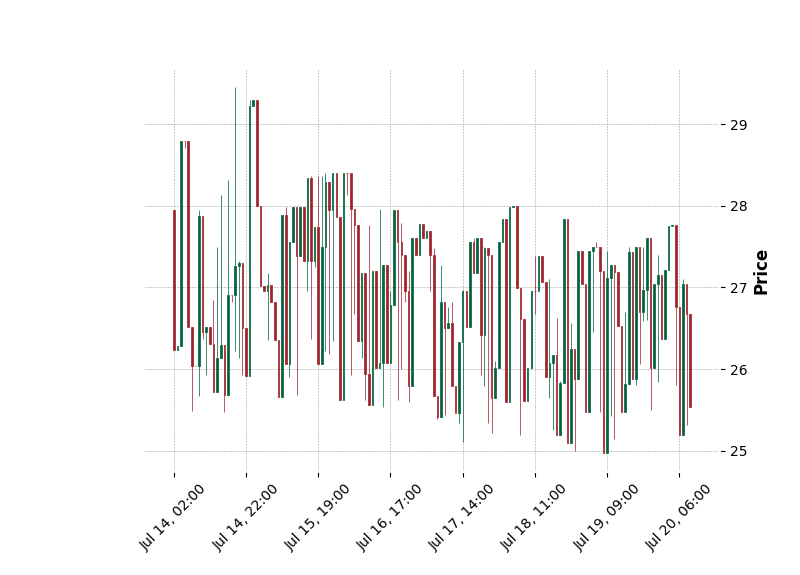 29
28
27
26
25
Price
Jul 14, 02:00
Jul 14, 22:00
Jul 15, 19:00
Jul 16, 17:00
Jul 17, 14:00
Jul 18, 11:00
Jul 19, 09:00
Jul 20, 06:00